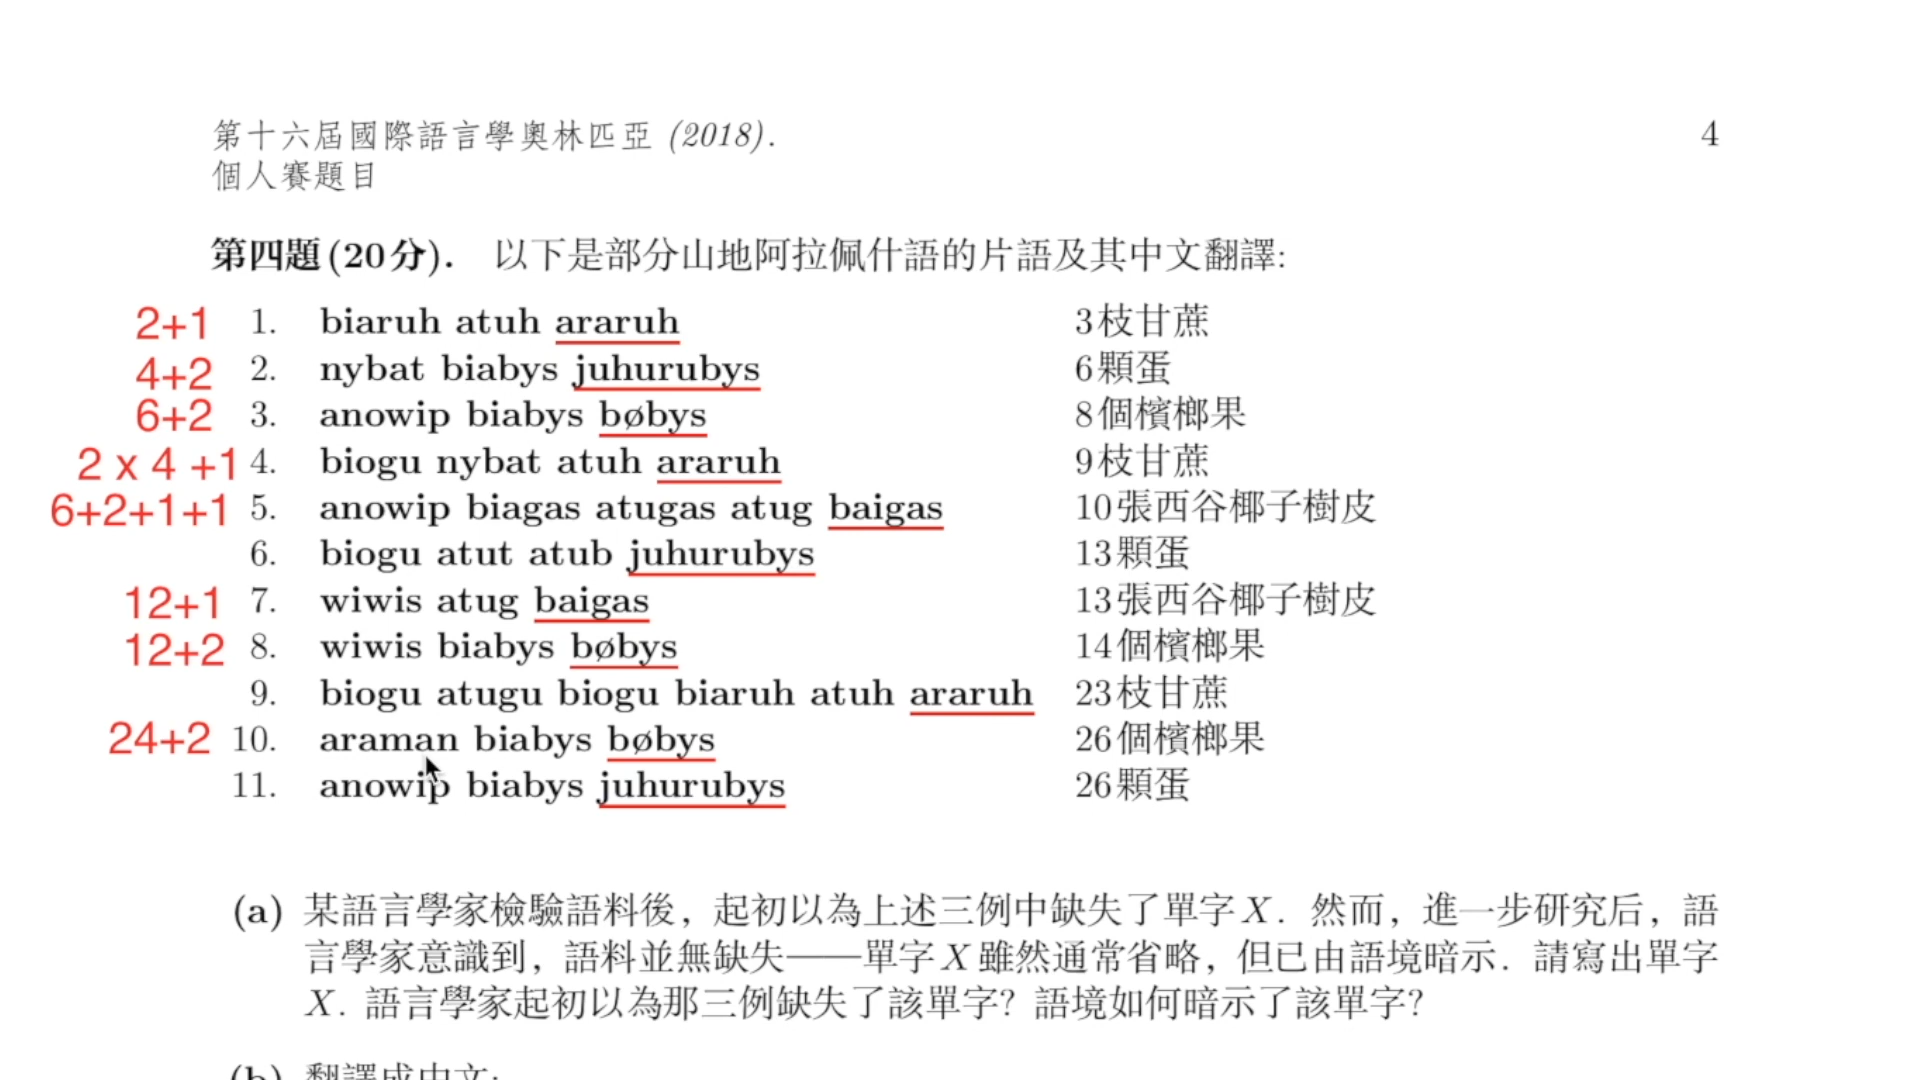 第十六屆國際語言學奧林匹亞 (2018).
4
個人賽題目
第四題(20分). 以下是部分山地阿拉佩什語的片語及其中文翻譯:
2+1 1. biaruh atuh araruh 3枝甘蔗
4+2 2. nybat biabys juhurubys 6顆蛋
6+2 3. anowip biabys bøbys 8個檳榔果
2 x 4 +1 4. biogu nybat atuh araruh 9枝甘蔗
6+2+1+1 5. anowip biagas atugas atug baigas 10張西谷椰子樹皮
6. biogu atut atub juhurubys 13顆蛋
12+1 7. wiwis atug baigas 13張西谷椰子樹皮
12+2 8. wiwis biabys bøbys 14個檳榔果
9. biogu atugu biogu biaruh atuh araruh 23枝甘蔗
24+2 10. araman biabys bøbys 26個檳榔果
11. anowip biabys juhurubys 26顆蛋
(a) 某語言學家檢驗語料後, 起初以為上述三例中缺失了單字X. 然而, 進一步研究后, 語
言學家意識到, 語料並無缺失——單字X雖然通常省略, 但已由語境暗示. 請寫出單字
X. 語言學家起初以為那三例缺失了該單字? 語境如何暗示了該單字?
(b) 翻譯成中文: